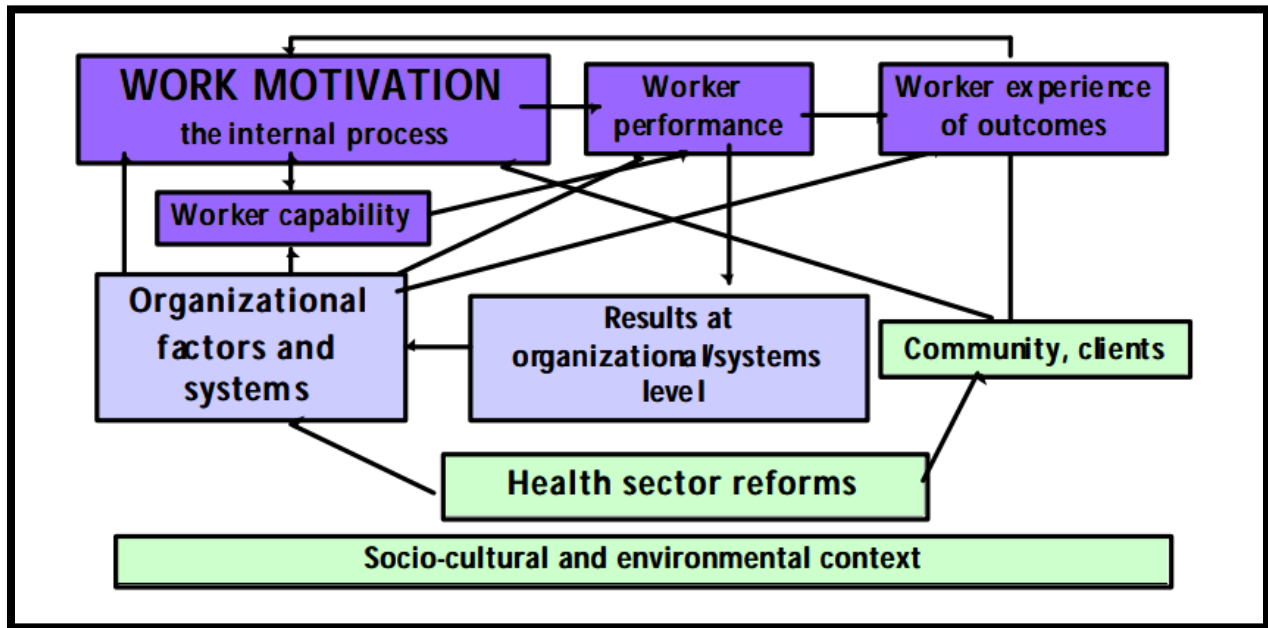 WORK MOTIVATION
the internal process
Worker
performance
Worker experience
of outcomes
Worker capability
Organizational
factors and
systems
Results at
organizational/systems
level
Community, clients
Health sector reforms
Socio-cultural and environmental context